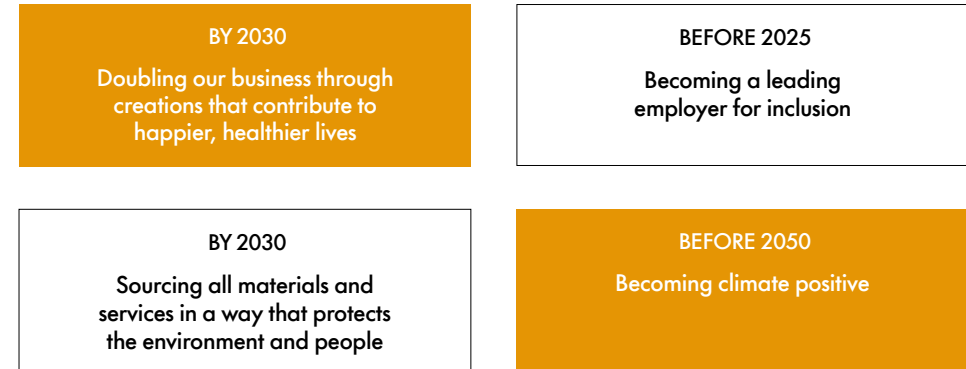 BY 2030
Doubling our business through
creations that contribute to
happier, healthier lives
BEFORE 2025
Becoming a leading
employer for inclusion
BY 2030
Sourcing all materials and
services in a way that protects
the environment and people
BEFORE 2050
Becoming climate positive